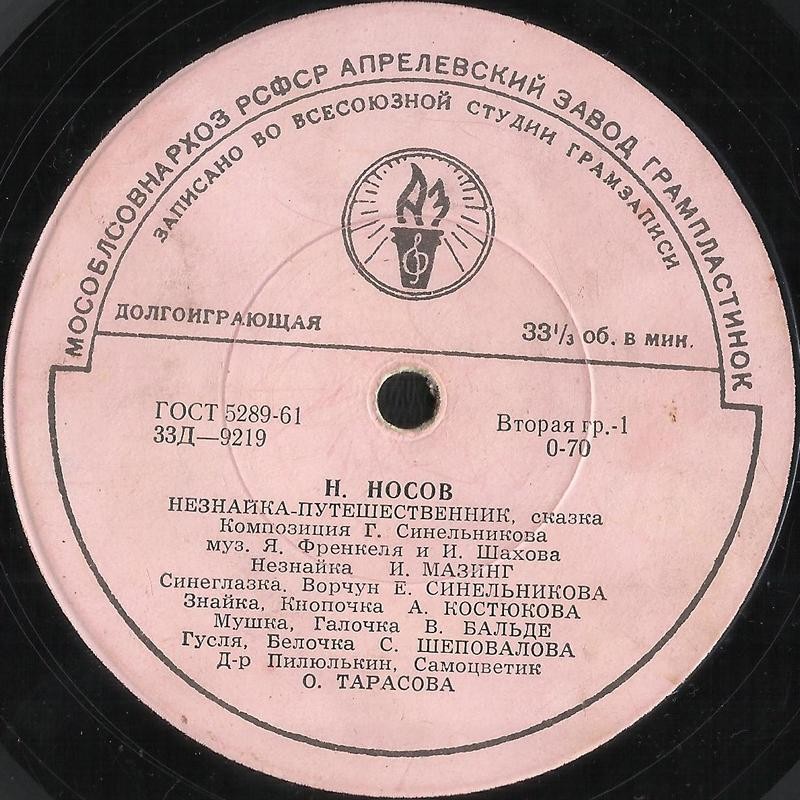 МОСОБЛСОВНАРХОЗ РСФСР АПРЕЛЕВСКИЙ ЗАВОД ГРАМПЛАСТИНОК
ЗАПИСАНО ВО ВСЕСОЮЗНОЙ СТУДИИ ГРАМЗАПИСИ
АЗ
ДОЛГОИГРАЮЩАЯ 33⅓ об. в мин.
ГОСТ 5289-61 Вторая гр.-1
33Д—9219 0-70
Н. НОСОВ
НЕЗНАЙКА-ПУТЕШЕСТВЕННИК, сказка
Композиция Г. Синельникова
муз. Я. Френкеля и И. Шахова
Незнайка И. МАЗИНГ
Синеглазка, Ворчун Е. СИНЕЛЬНИКОВА
Знайка, Кнопочка А. КОСТЮКОВА
Мушка, Галочка В. БАЛЬДЕ
Гусля, Белочка С. ШЕПОВАЛОВА
Д-р Пилюлькин, Самоцветик
О. ТАРАСОВА